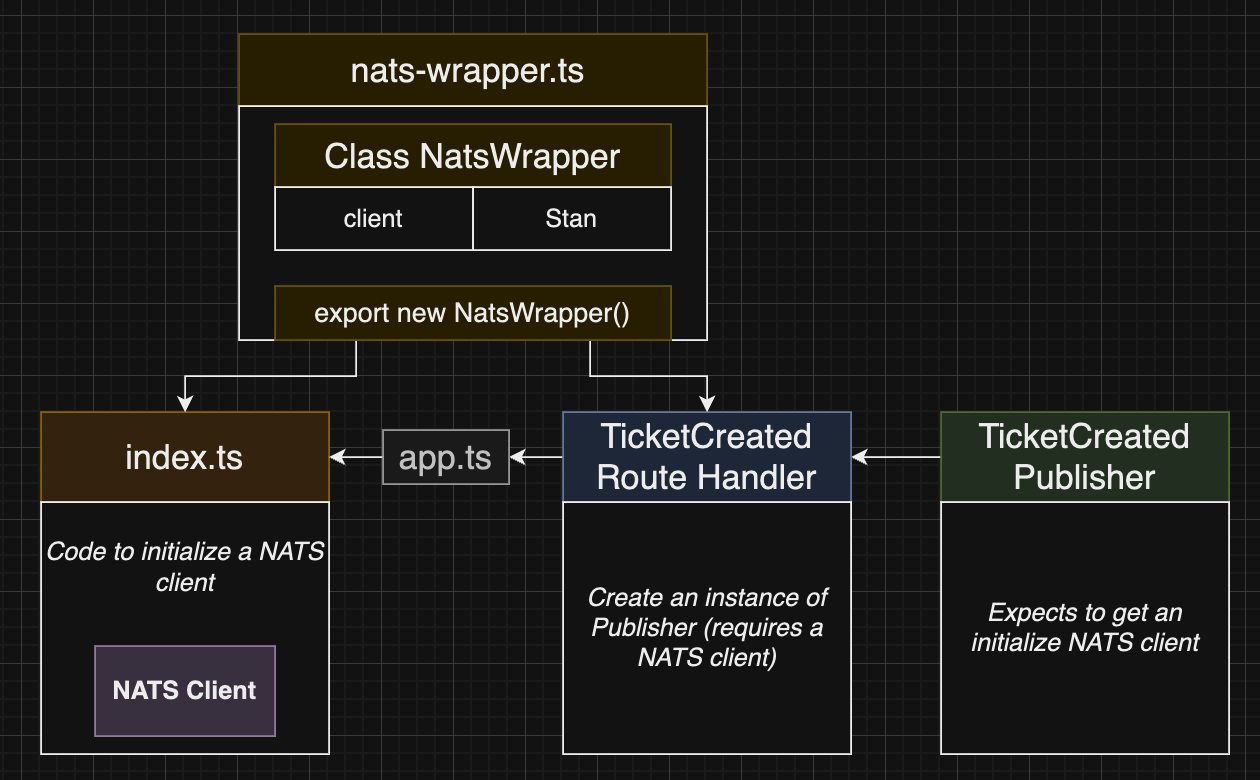 nats-wrapper.ts
Class NatsWrapper
client
Stan
export new NatsWrapper()
index.ts
app.ts
TicketCreated
Route Handler
TicketCreated
Publisher
Code to initialize a NATS
client
NATS Client
Create an instance of
Publisher (requires a
NATS client)
Expects to get an
initialize NATS client